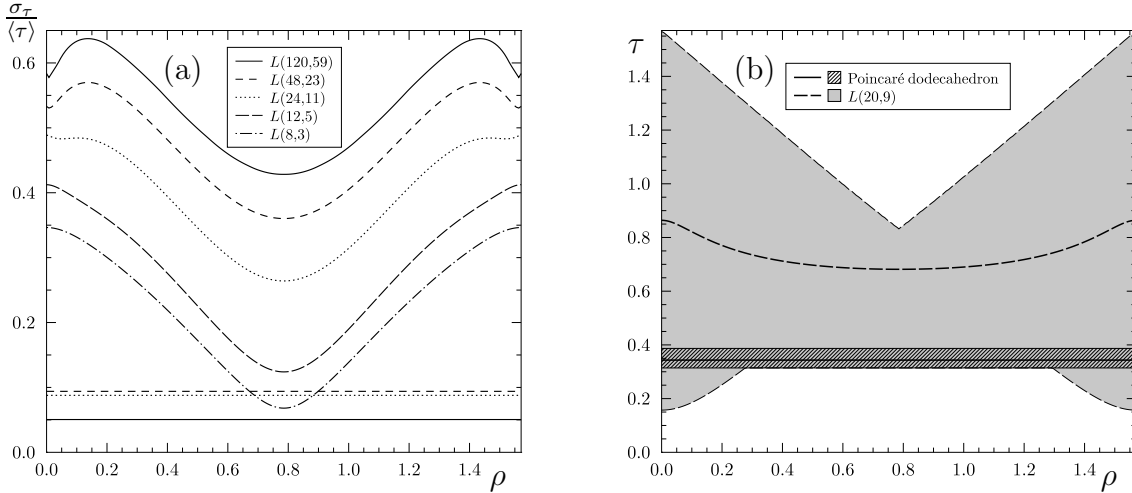 σ_τ
⟨τ⟩
0.6
0.4
0.2
0.0
0.0 0.2 0.4 0.6 0.8 1.0 1.2 1.4
ρ
(a)
L(120,59)
L(48,23)
L(24,11)
L(12,5)
L(8,3)
τ
1.4
1.2
1.0
0.8
0.6
0.4
0.2
0.0
0.0 0.2 0.4 0.6 0.8 1.0 1.2 1.4
ρ
(b)
Poincaré dodecahedron
L(20,9)